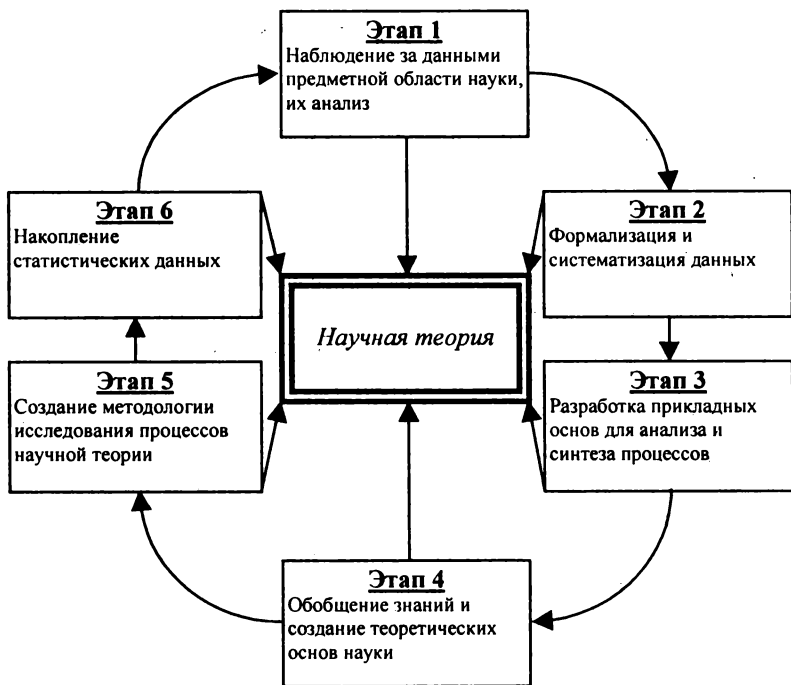 Этап 1
Наблюдение за данными
предметной области науки,
их анализ
Этап 6
Накопление
статистических данных
Этап 2
Формализация и
систематизация данных
Научная теория
Этап 5
Создание методологии
исследования процессов
научной теории
Этап 3
Разработка прикладных
основ для анализа и
синтеза процессов
Этап 4
Обобщение знаний и
создание теоретических
основ науки